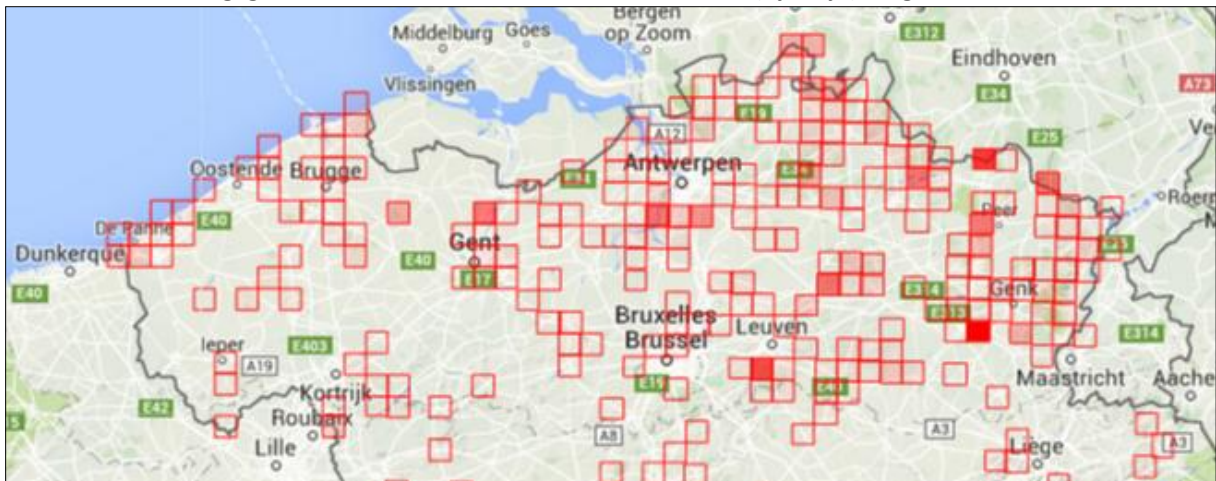 Bergen
op Zoom
Middelburg
Goes
E312
Eindhoven
Vlissingen
E34
A73
E19
A12
E25
Antwerpen
Oostende
Brugge
De Panne
E40
Peer
Dunkerque
Gent
E40
E17
E40
Genk
E314
E313
Bruxelles
Brussel
Leuven
E314
Ieper
E403
A19
Kortrijk
E19
E40
Maastricht
E42
Roubaix
Lille
A8
A3
Liège
A3